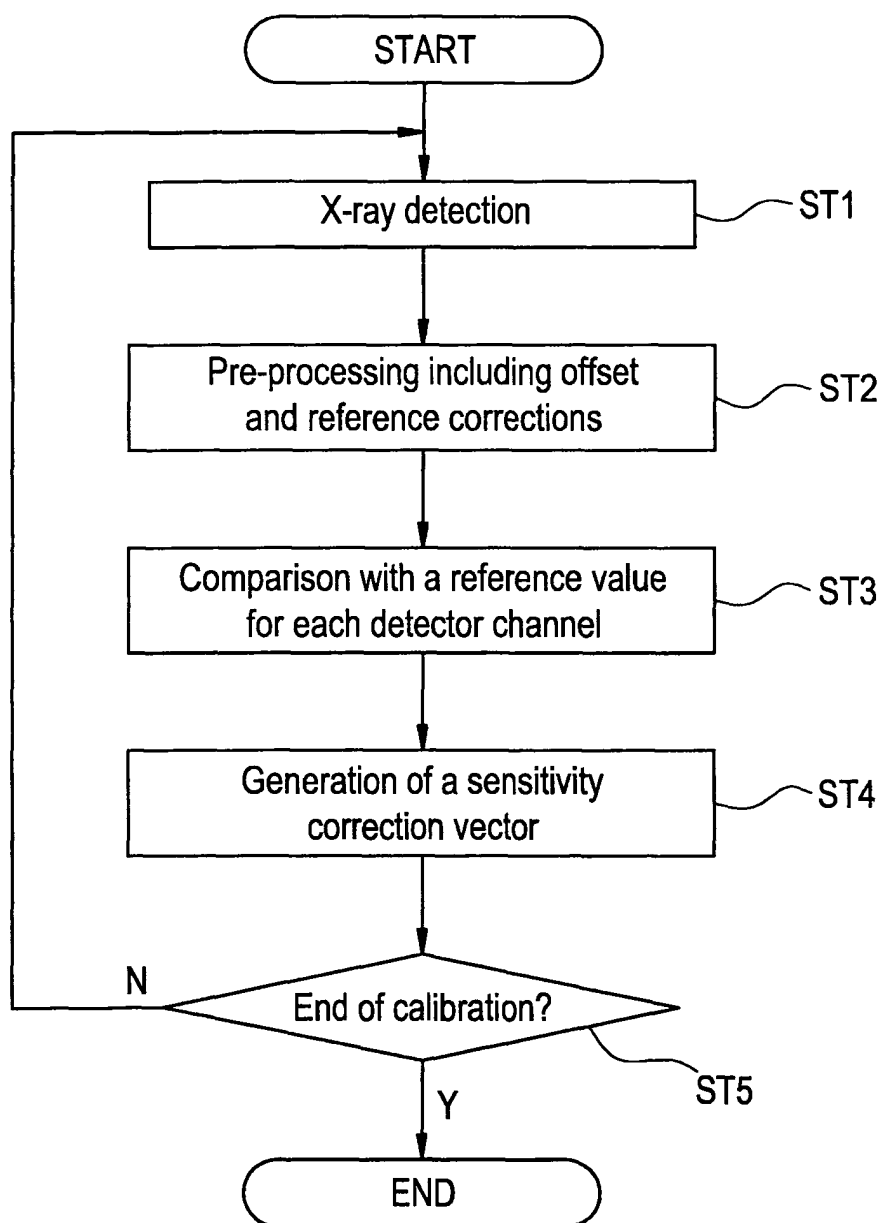 START
X-ray detection
ST1
Pre-processing including offset
and reference corrections
ST2
Comparison with a reference value
for each detector channel
ST3
Generation of a sensitivity
correction vector
ST4
N
End of calibration?
ST5
Y
END